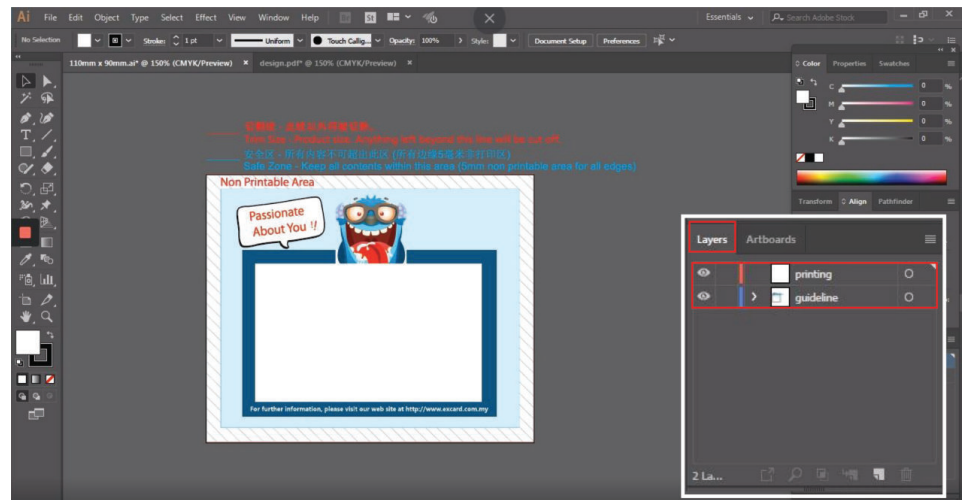 Ai File Edit Object Type Select Effect View Window Help St Essentials Search Adobe Stock
No Selection Stroke: 1 pt Uniform Touch Callig... Opacity: 100% Style: Document Setup Preferences
110mm x 90mm.ai* @ 150% (CMYK/Preview) × design.pdf* @ 150% (CMYK/Preview) ×
Color Properties Swatches
C 0 %
M 0 %
Y 0 %
K 0 %
Transform Align Pathfinder
Trim Size - Product size. Anything left beyond this line will be cut off
安全区 - 所有内容不可超出此区 (所有边缘5毫米非打印区)
Safe Zone - Keep all contents within this area (5mm non printable area for all edges)
Non Printable Area
Passionate
About You !!
For further information, please visit our web site at http://www.excard.com.my
Layers Artboards
printing
guideline
2 La...